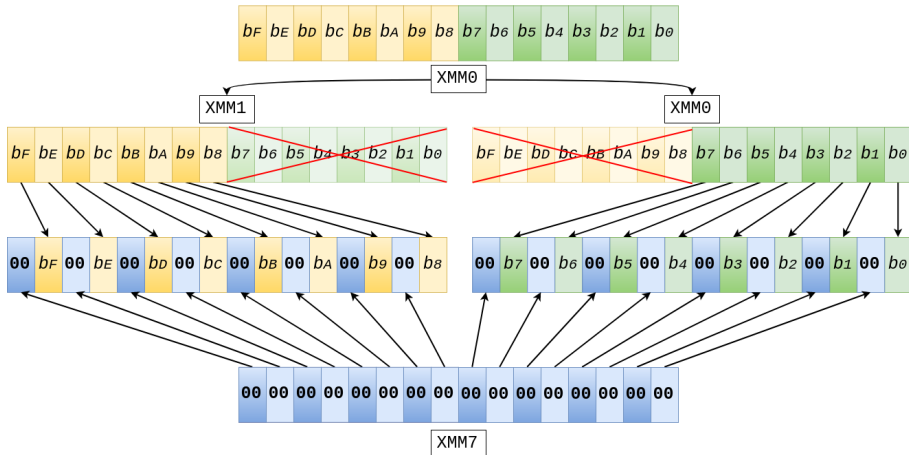 bF bE bD bC bB bA b9 b8 b7 b6 b5 b4 b3 b2 b1 b0
XMM0
XMM1 XMM0
bF bE bD bC bB bA b9 b8 b7 b6 b5 b4 b3 b2 b1 b0 bF bE bD bC bB bA b9 b8 b7 b6 b5 b4 b3 b2 b1 b0
00 bF 00 bE 00 bD 00 bC 00 bB 00 bA 00 b9 00 b8 00 b7 00 b6 00 b5 00 b4 00 b3 00 b2 00 b1 00 b0
00 00 00 00 00 00 00 00 00 00 00 00 00 00 00 00
XMM7